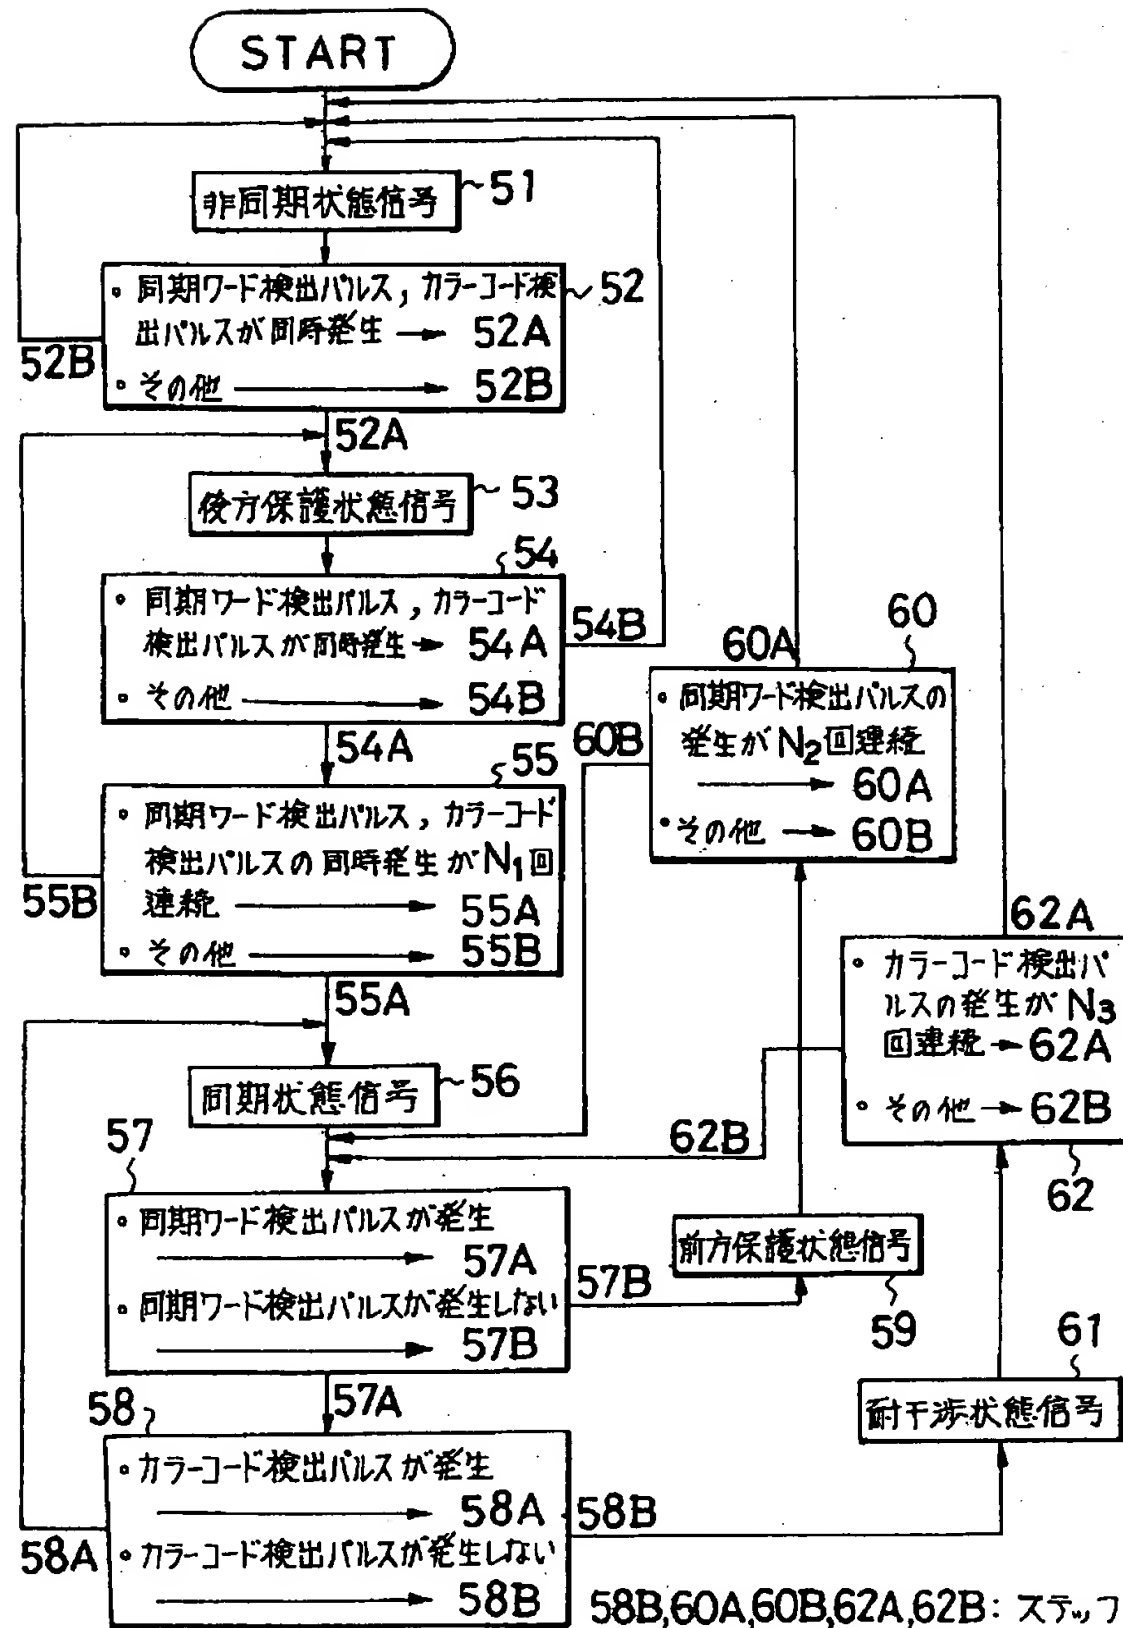 START
非同期状態信号
51
• 同期ワード検出パルス,カラーコード検
出パルスが同時発生 → 52A
• その他 → 52B
52
52B
52A
後方保護状態信号
53
54
• 同期ワード検出パルス,カラーコード
検出パルスが同時発生→ 54A
• その他 → 54B
54B
54A
55
• 同期ワード検出パルス,カラーコード
検出パルスの同時発生がN1回
連続 → 55A
• その他 → 55B
55B
55A
同期状態信号
56
57
• 同期ワード検出パルスが発生
→ 57A
• 同期ワード検出パルスが発生しない
→ 57B
57B
57A
58
• カラーコード検出パルスが発生
→ 58A
• カラーコード検出パルスが発生しない
→ 58B
58A
58B
前方保護状態信号
59
60A
60
• 同期ワード検出パルスの
発生がN2回連続
→ 60A
• その他 → 60B
60B
耐干渉状態信号
61
62A
• カラーコード検出パ
ルスの発生がN3
回連続→62A
• その他→62B
62B
62
58B,60A,60B,62A,62B: ステップ